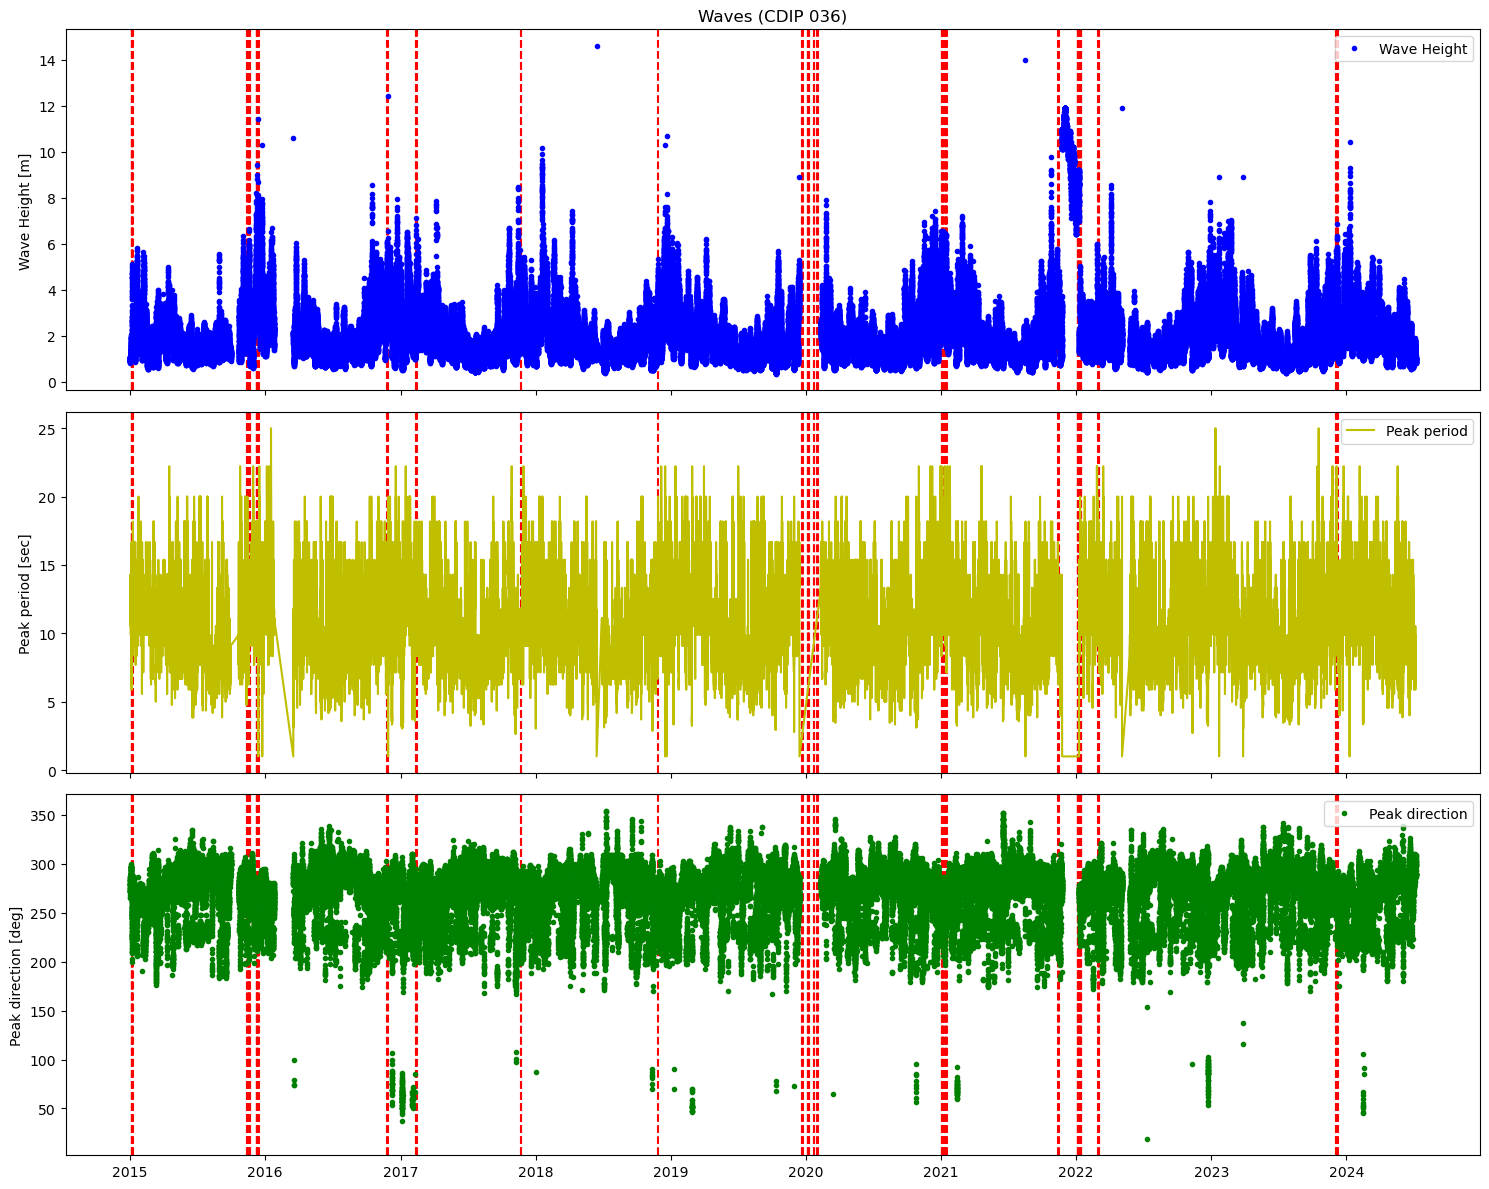 Waves (CDIP 036)
Wave Height [m]
14
12
10
8
6
4
2
0
Wave Height
Peak period [sec]
25
20
15
10
5
0
Peak period
Peak direction [deg]
350
300
250
200
150
100
50
Peak direction
2015 2016 2017 2018 2019 2020 2021 2022 2023 2024